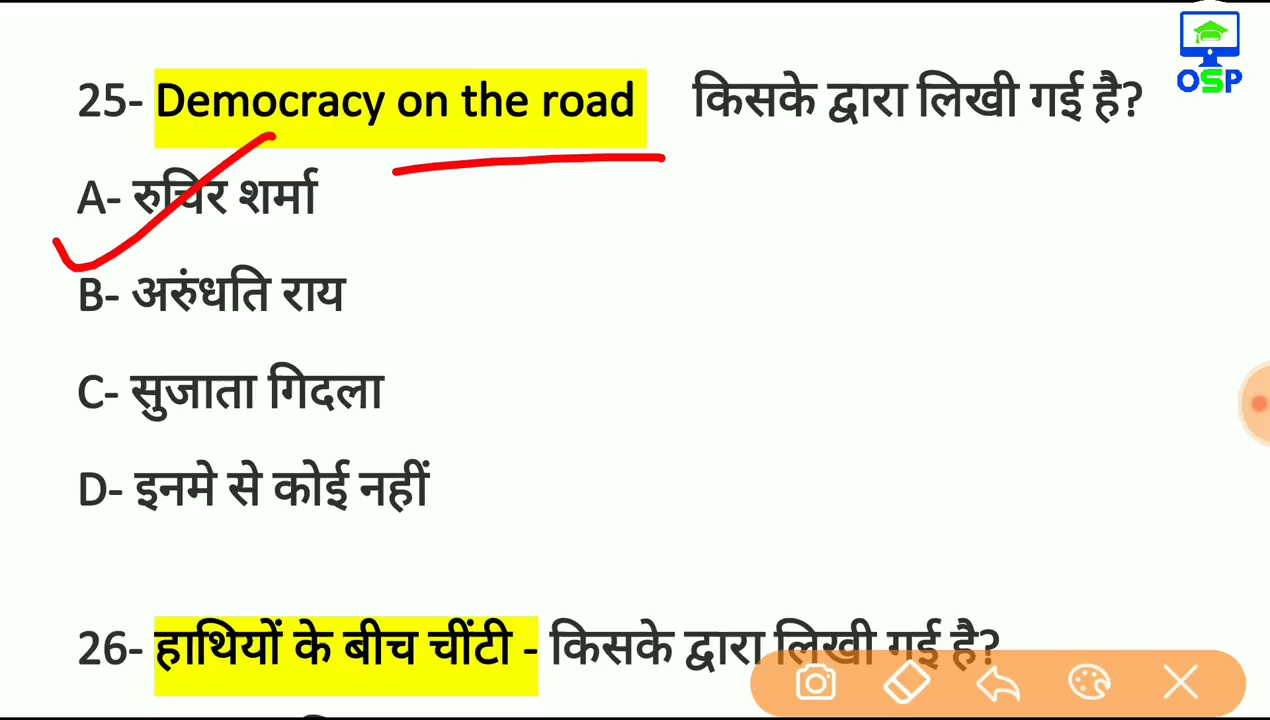 OSP
25- Democracy on the road किसके द्वारा लिखी गई है?
A- रुचिर शर्मा
B- अरुंधति राय
C- सुजाता गिदला
D- इनमे से कोई नहीं
26- हाथियों के बीच चींटी - किसके द्वारा लिखी गई है?